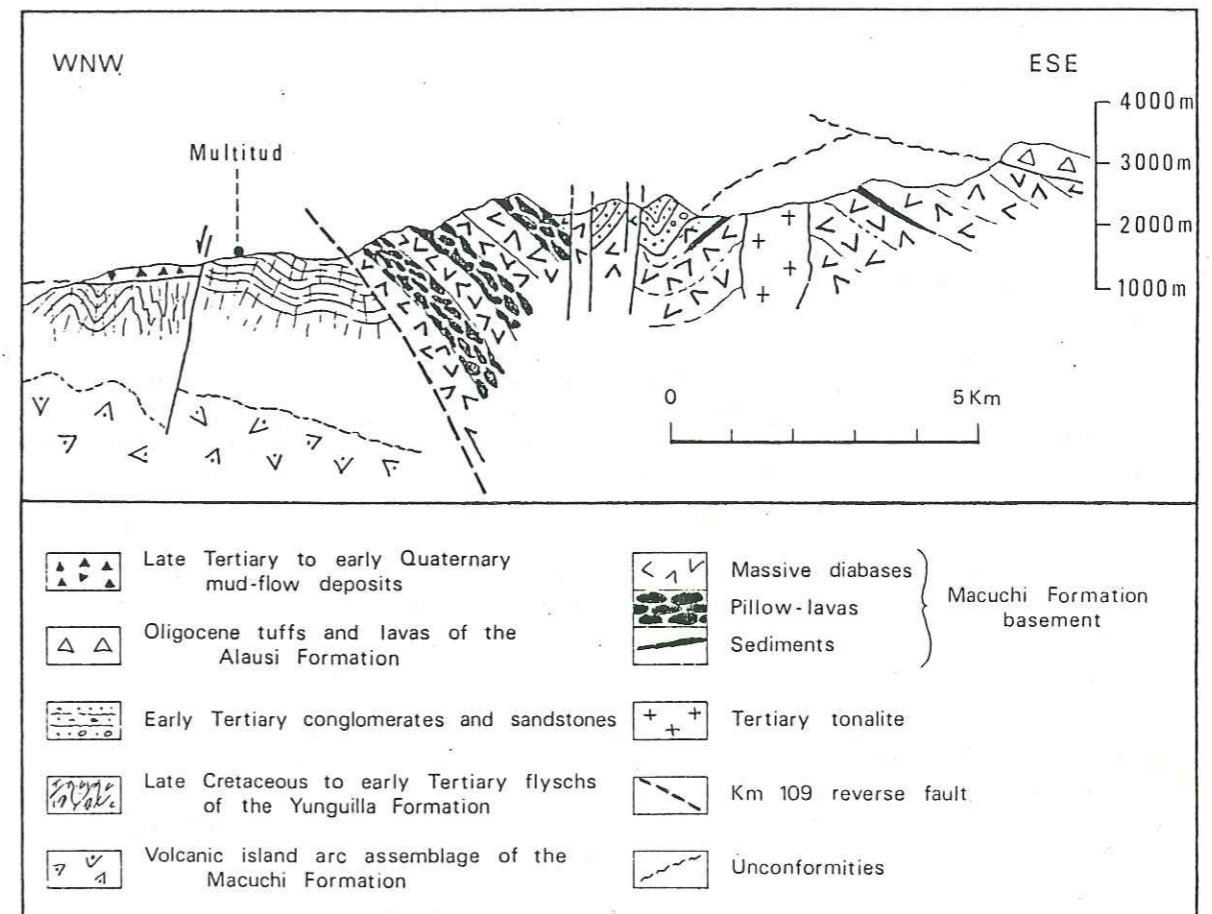 WNW
ESE
Multitud
4000m
3000m
2000m
1000m
0
5 Km
Late Tertiary to early Quaternary
mud-flow deposits
Oligocene tuffs and lavas of the
Alausi Formation
Early Tertiary conglomerates and sandstones
Late Cretaceous to early Tertiary flyschs
of the Yunguilla Formation
Volcanic island arc assemblage of the
Macuchi Formation
Massive diabases
Pillow-lavas
Sediments
Macuchi Formation
basement
Tertiary tonalite
Km 109 reverse fault
Unconformities